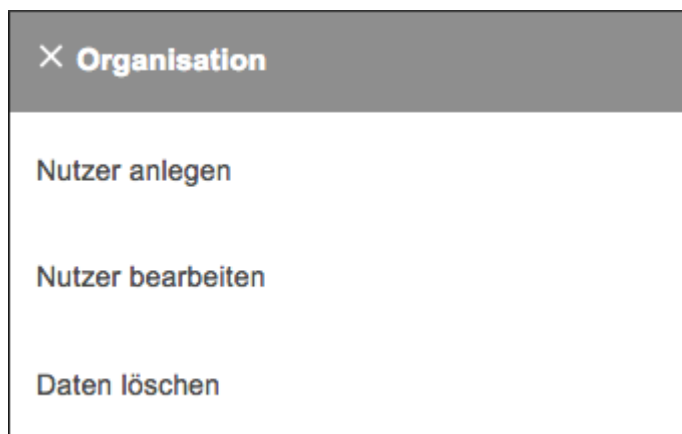 Organisation
Nutzer anlegen
Nutzer bearbeiten
Daten löschen